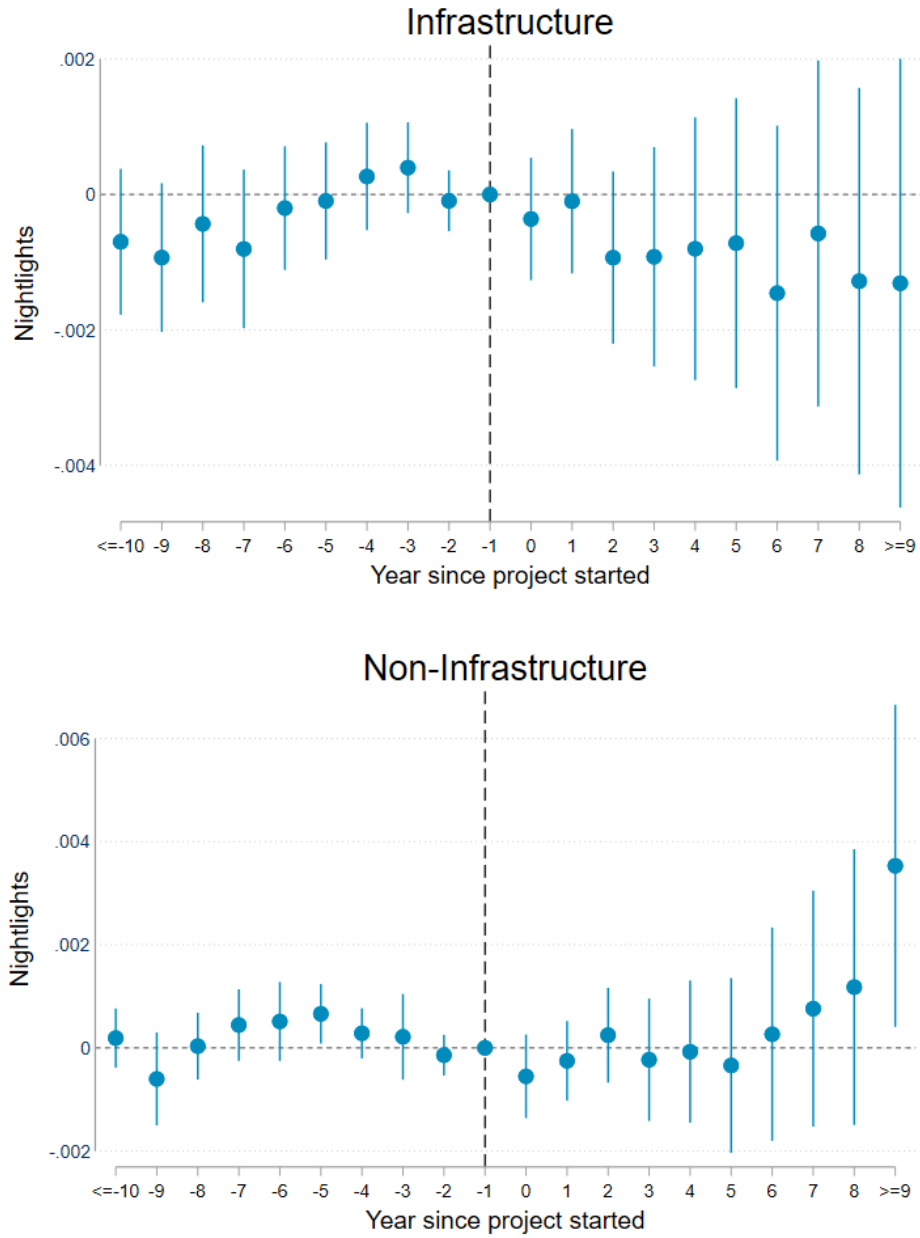 Infrastructure
.002
0
-.002
-.004
Nightlights
<=-10 -9 -8 -7 -6 -5 -4 -3 -2 -1 0 1 2 3 4 5 6 7 8 >=9
Year since project started
Non-Infrastructure
.006
.004
.002
0
-.002
Nightlights
<=-10 -9 -8 -7 -6 -5 -4 -3 -2 -1 0 1 2 3 4 5 6 7 8 >=9
Year since project started